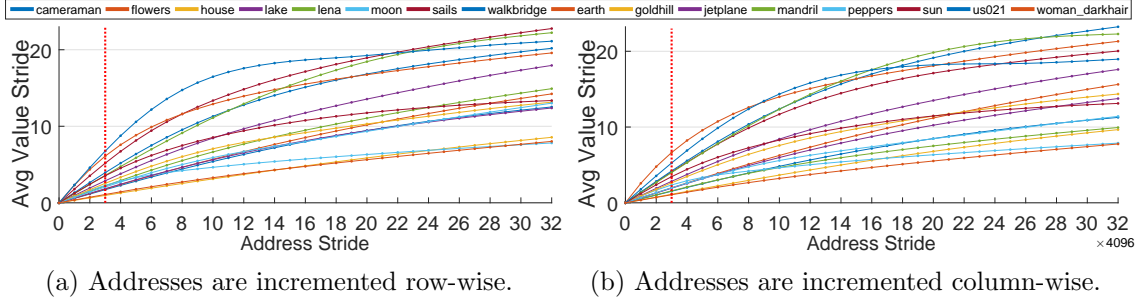 cameraman flowers house lake lena moon sails walkbridge earth goldhill jetplane mandril peppers sun us021 woman_darkhair
Avg Value Stride
20
10
0
0 2 4 6 8 10 12 14 16 18 20 22 24 26 28 30 32
Address Stride
(a) Addresses are incremented row-wise.
Avg Value Stride
20
10
0
0 2 4 6 8 10 12 14 16 18 20 22 24 26 28 30 32
Address Stride
×4096
(b) Addresses are incremented column-wise.